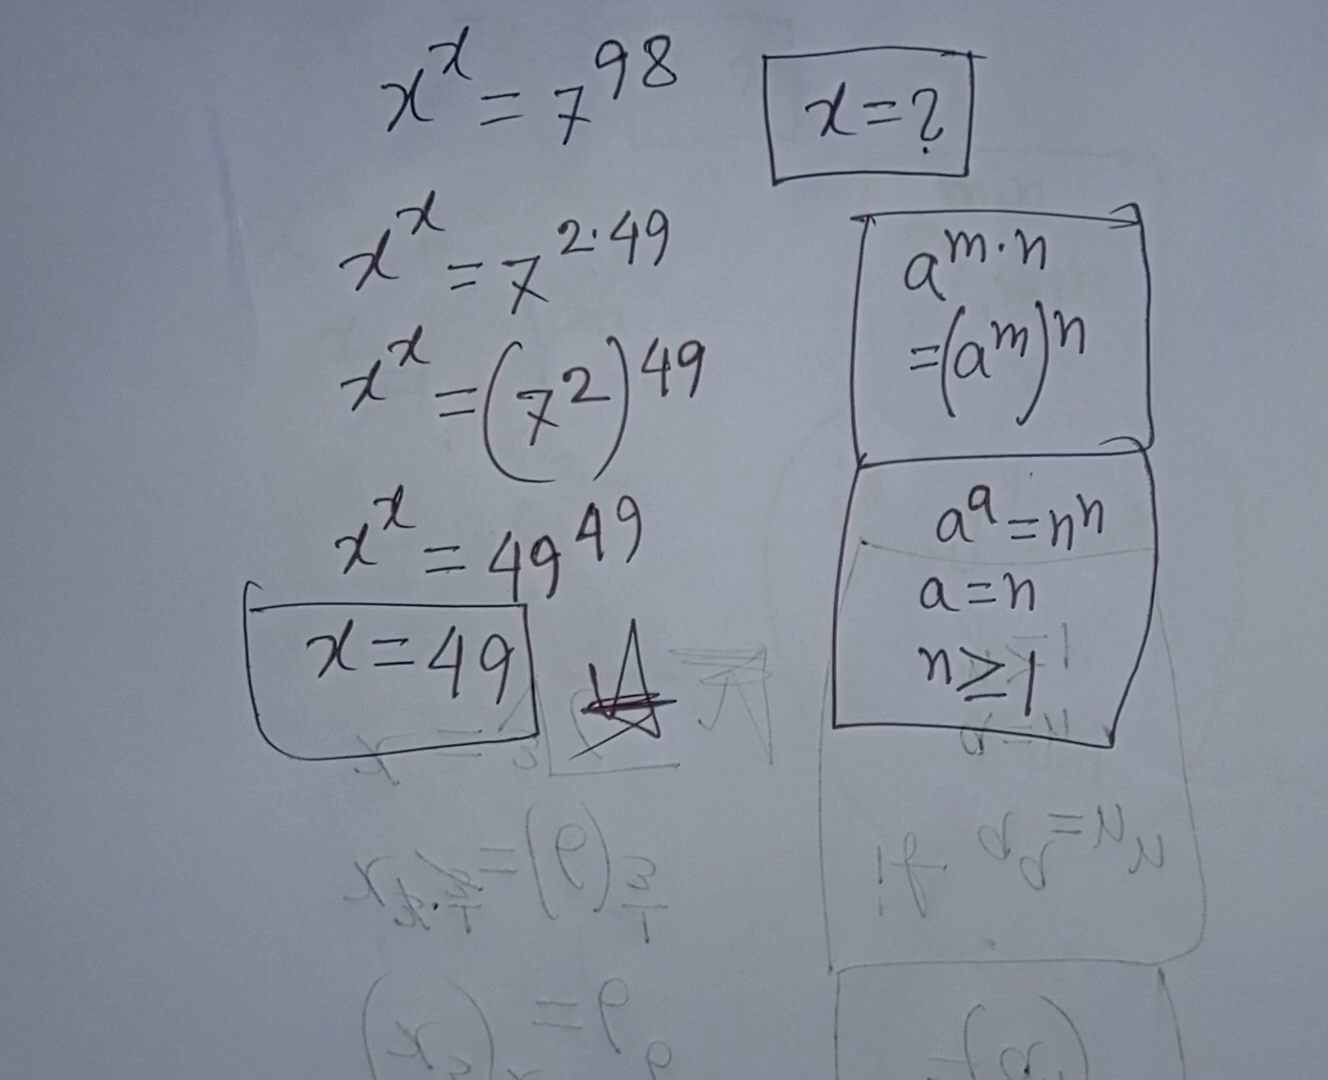 x^x = 7^98
x = ?
x^x = 7^2·49
x^x = (7^2)^49
x^x = 49^49
x = 49
a^m·n
= (a^m)^n
a^a = n^n
a = n
n ≥ 1